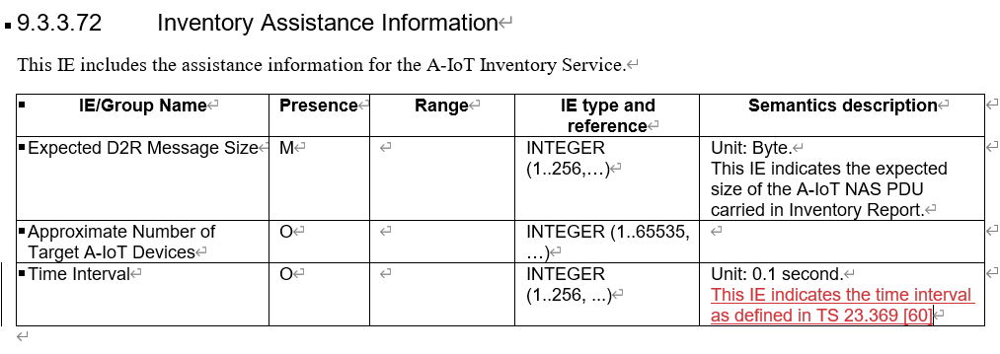 9.3.3.72 Inventory Assistance Information
This IE includes the assistance information for the A-IoT Inventory Service.
IE/Group Name Presence Range IE type and reference Semantics description
Expected D2R Message Size M INTEGER (1..256,…) Unit: Byte.
This IE indicates the expected
size of the A-IoT NAS PDU
carried in Inventory Report.
Approximate Number of Target A-IoT Devices O INTEGER (1..65535, …)
Time Interval O INTEGER (1..256, ...) Unit: 0.1 second.
This IE indicates the time interval
as defined in TS 23.369 [60]